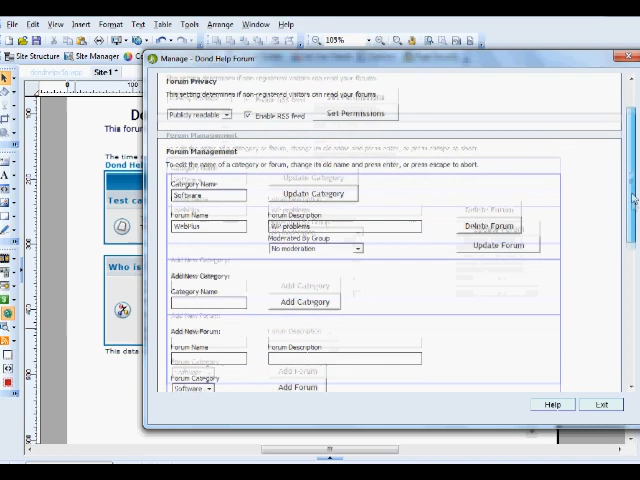 File Edit View Insert Format Text Table Tools Arrange Window Help
105%
Site Structure Site Manager
Site1 *
Manage - Dond Help Forum
Forum Privacy
This setting determines if non-registered visitors can read your forums.
Publicly readable Enable RSS feed Set Permissions
Forum Management
To edit the name of a category or forum, change its old name and press enter, or press escape to abort.
Category Name
Software Update Category
Forum Name Forum Description Delete Forum
WebPlus WP problems Delete Forum
Moderated By Group
No moderation Update Forum
Add New Category:
Category Name Add Category
Add New Forum:
Forum Name Forum Description
Forum Category
Software Add Forum
Help Exit
This forum
The time
Dond Help
Test
Who is
This data